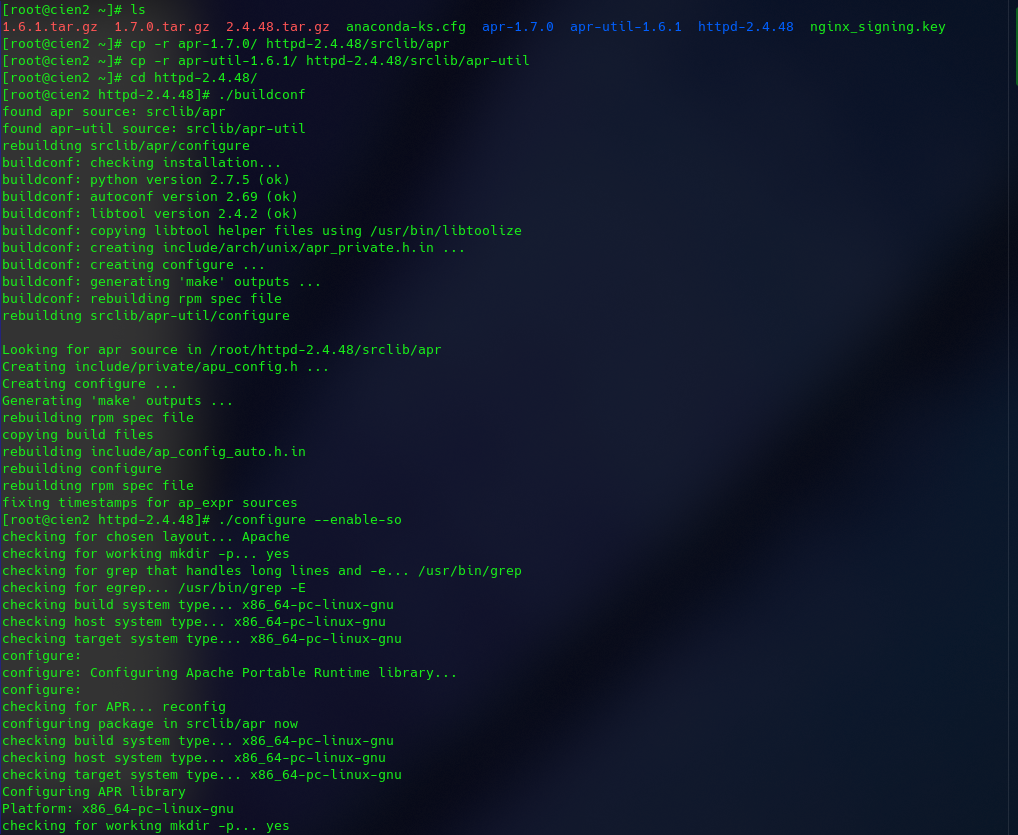 [root@cien2 ~]# ls
1.6.1.tar.gz  1.7.0.tar.gz  2.4.48.tar.gz  anaconda-ks.cfg  apr-1.7.0  apr-util-1.6.1  httpd-2.4.48  nginx_signing.key
[root@cien2 ~]# cp -r apr-1.7.0/ httpd-2.4.48/srclib/apr
[root@cien2 ~]# cp -r apr-util-1.6.1/ httpd-2.4.48/srclib/apr-util
[root@cien2 ~]# cd httpd-2.4.48/
[root@cien2 httpd-2.4.48]# ./buildconf
found apr source: srclib/apr
found apr-util source: srclib/apr-util
rebuilding srclib/apr/configure
buildconf: checking installation...
buildconf: python version 2.7.5 (ok)
buildconf: autoconf version 2.69 (ok)
buildconf: libtool version 2.4.2 (ok)
buildconf: copying libtool helper files using /usr/bin/libtoolize
buildconf: creating include/arch/unix/apr_private.h.in ...
buildconf: creating configure ...
buildconf: generating 'make' outputs ...
buildconf: rebuilding rpm spec file
rebuilding srclib/apr-util/configure
Looking for apr source in /root/httpd-2.4.48/srclib/apr
Creating include/private/apu_config.h ...
Creating configure ...
Generating 'make' outputs ...
rebuilding rpm spec file
copying build files
rebuilding include/ap_config_auto.h.in
rebuilding configure
rebuilding rpm spec file
fixing timestamps for ap_expr sources
[root@cien2 httpd-2.4.48]# ./configure --enable-so
checking for chosen layout... Apache
checking for working mkdir -p... yes
checking for grep that handles long lines and -e... /usr/bin/grep
checking for egrep... /usr/bin/grep -E
checking build system type... x86_64-pc-linux-gnu
checking host system type... x86_64-pc-linux-gnu
checking target system type... x86_64-pc-linux-gnu
configure:
configure: Configuring Apache Portable Runtime library...
configure:
checking for APR... reconfig
configuring package in srclib/apr now
checking build system type... x86_64-pc-linux-gnu
checking host system type... x86_64-pc-linux-gnu
checking target system type... x86_64-pc-linux-gnu
Configuring APR library
Platform: x86_64-pc-linux-gnu
checking for working mkdir -p... yes